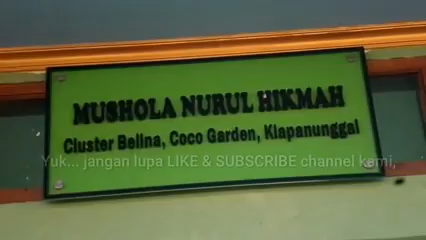 MUSHOLA NURUL HIKMAH
Cluster Belina, Coco Garden, Klapanunggal
Yuk... jangan lupa LIKE & SUBSCRIBE channel kami,